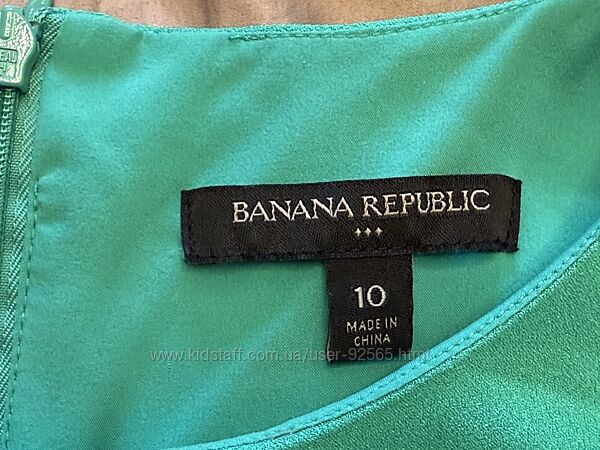 BANANA REPUBLIC
10
MADE IN
CHINA
www.kidstaff.com.ua/user-92565.html